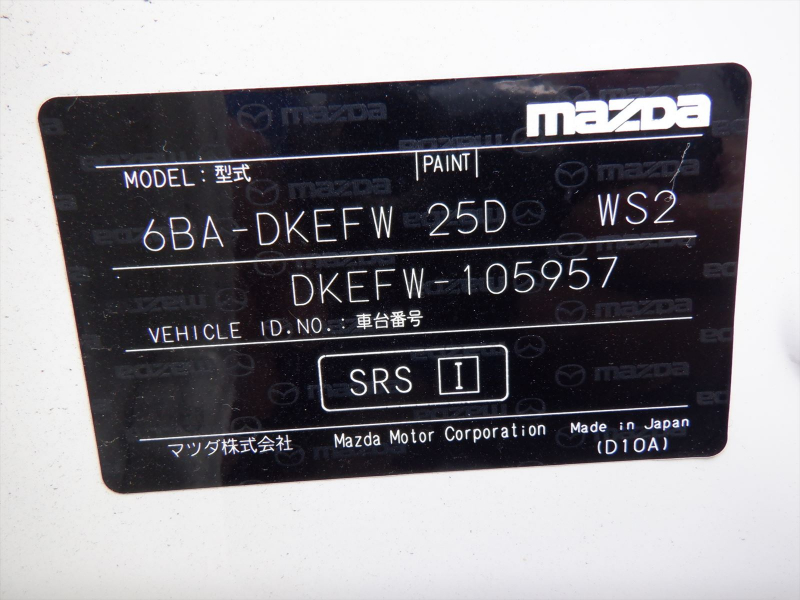 mazda
MODEL: 型式 PAINT
6BA-DKEFW 25D WS2
DKEFW-105957
VEHICLE ID.NO.: 車台番号
SRS I
マツダ株式会社 Mazda Motor Corporation Made in Japan
(D10A)